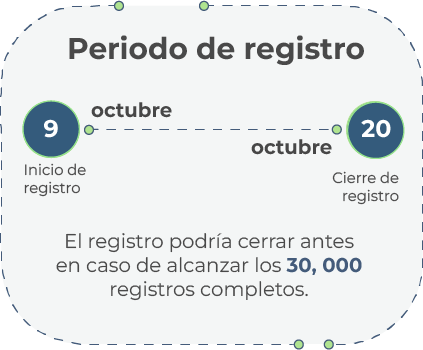 Periodo de registro
9
octubre
Inicio de
registro
octubre
20
Cierre de
registro
El registro podría cerrar antes
en caso de alcanzar los 30, 000
registros completos.